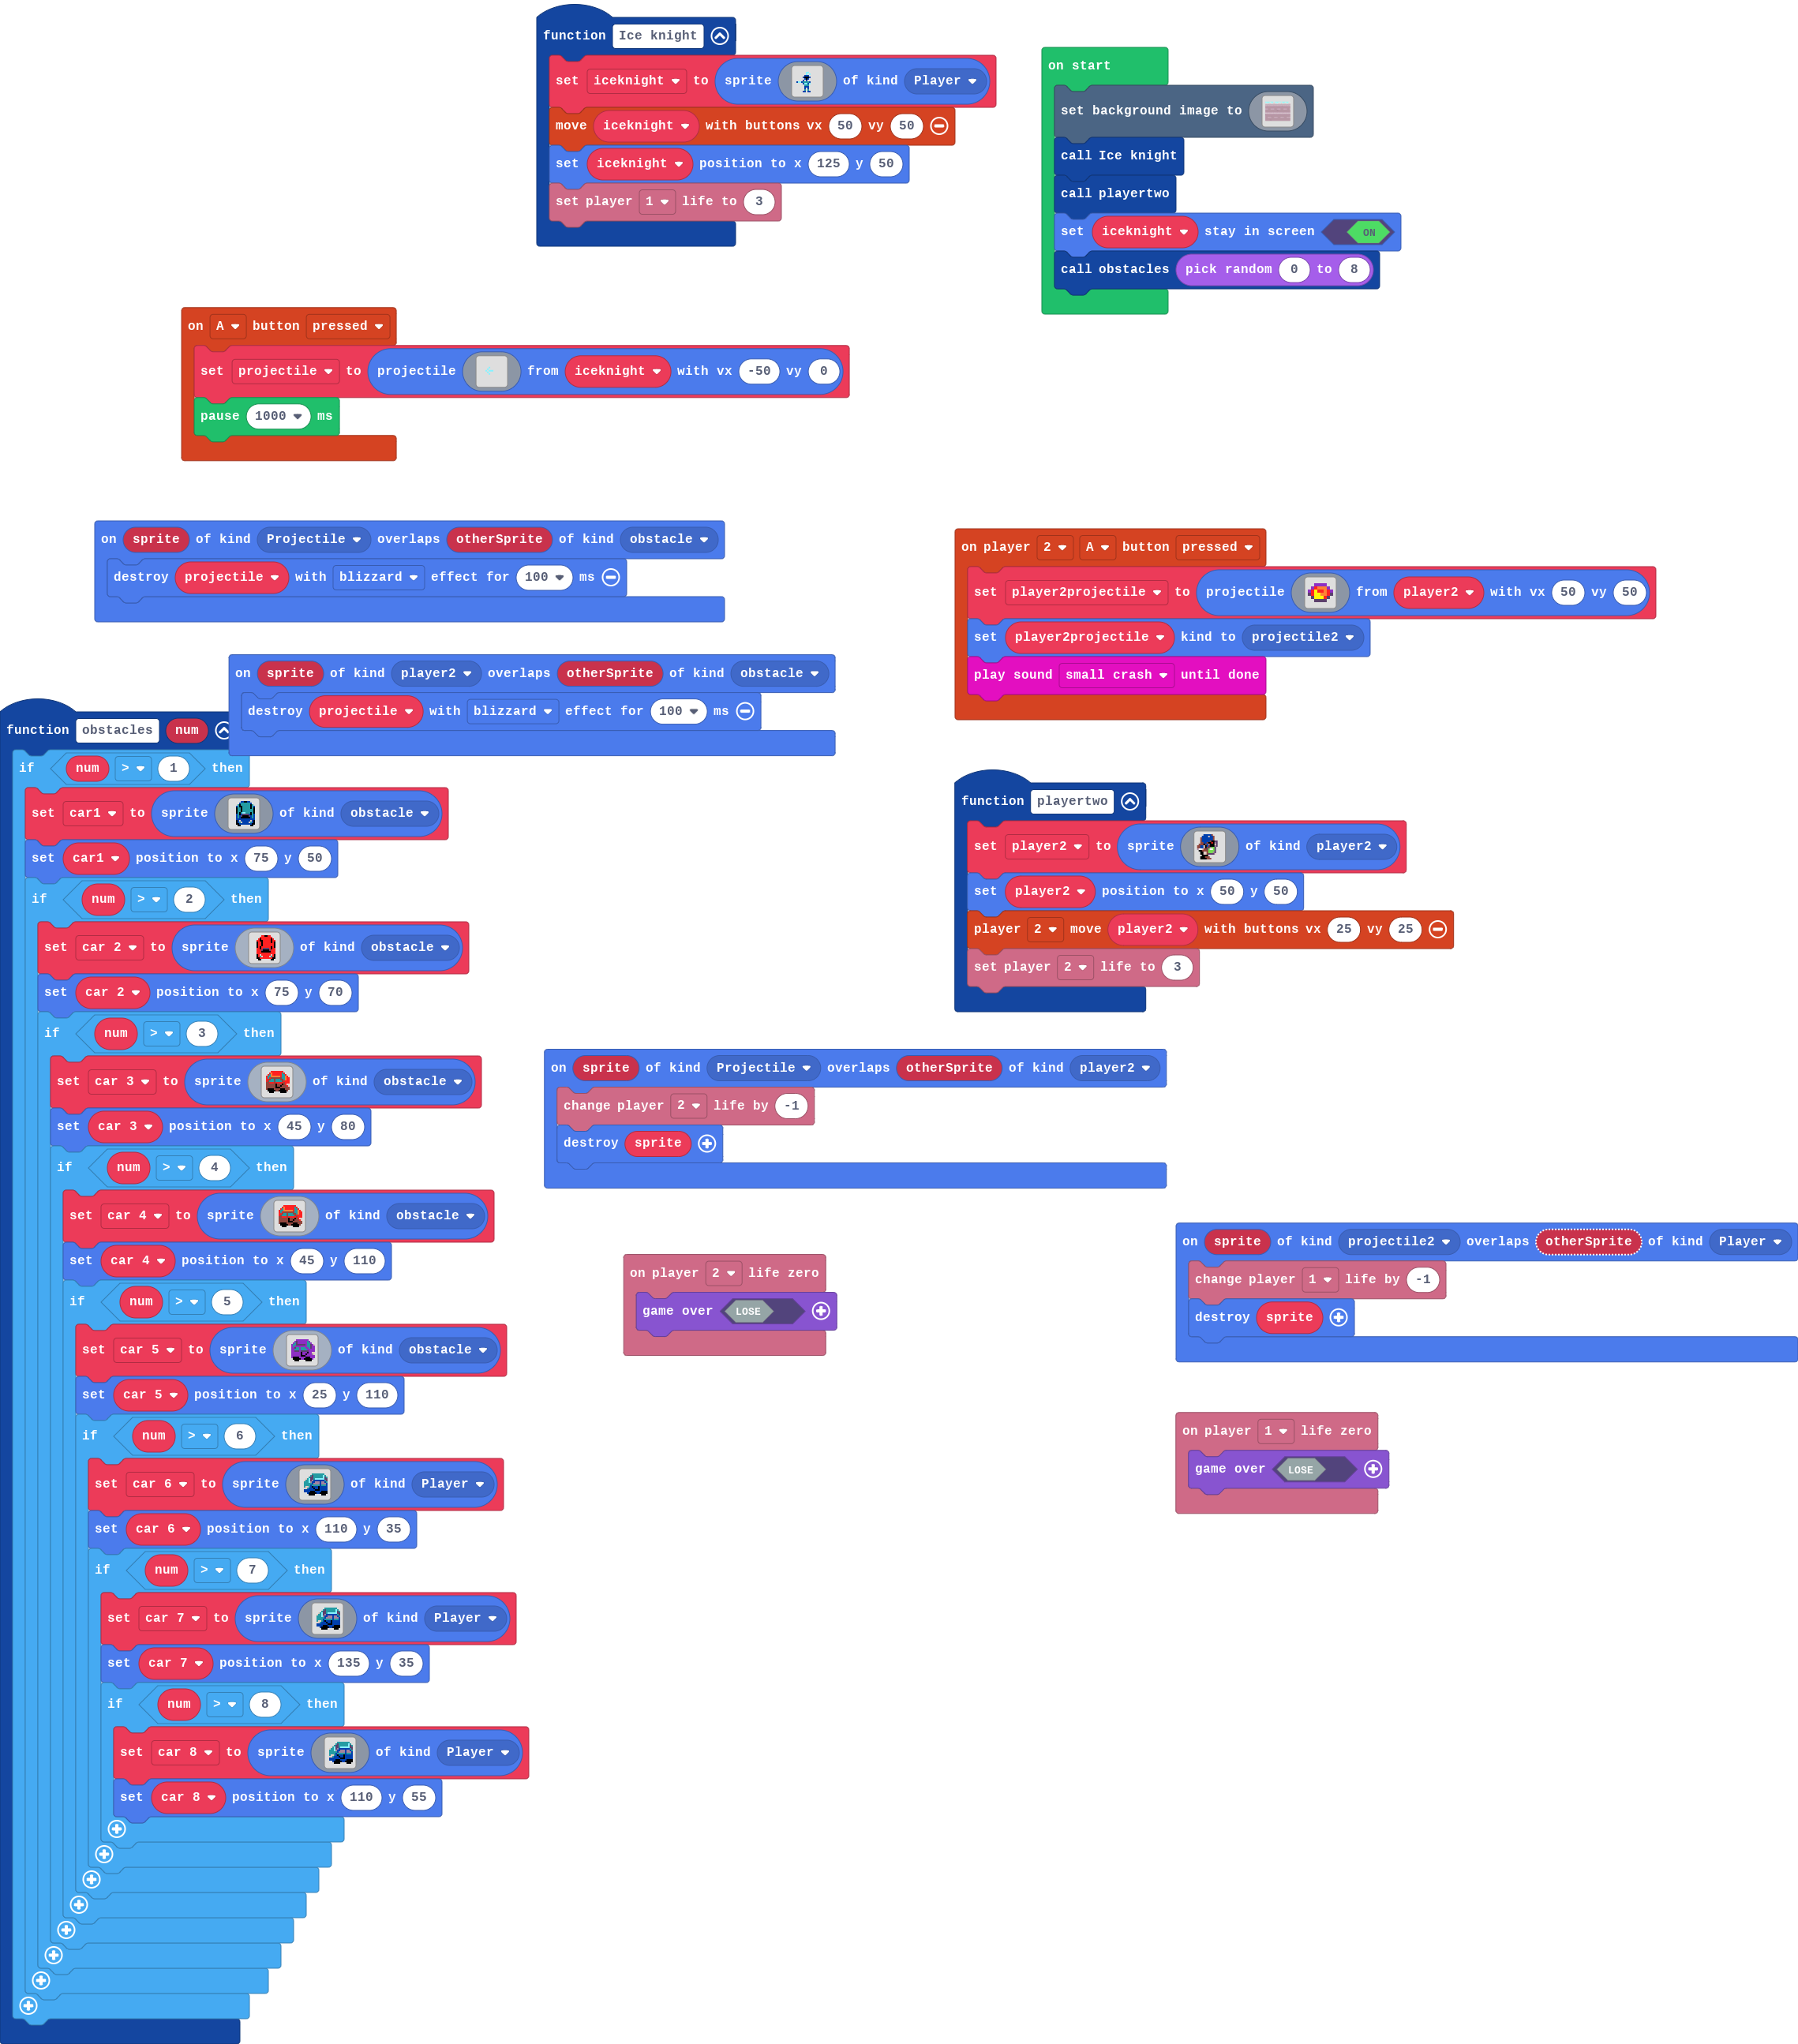 function Ice knight
set iceknight to sprite of kind Player
move iceknight with buttons vx 50 vy 50
set iceknight position to x 125 y 50
set player 1 life to 3
on start
set background image to
call Ice knight
call playertwo
set iceknight stay in screen ON
call obstacles pick random 0 to 8
on A button pressed
set projectile to projectile from iceknight with vx -50 vy 0
pause 1000 ms
on sprite of kind Projectile overlaps otherSprite of kind obstacle
destroy projectile with blizzard effect for 100 ms
on player 2 A button pressed
set player2projectile to projectile from player2 with vx 50 vy 50
set player2projectile kind to projectile2
play sound small crash until done
on sprite of kind player2 overlaps otherSprite of kind obstacle
destroy projectile with blizzard effect for 100 ms
function obstacles num
if num > 1 then
set car1 to sprite of kind obstacle
set car1 position to x 75 y 50
if num > 2 then
set car 2 to sprite of kind obstacle
set car 2 position to x 75 y 70
if num > 3 then
set car 3 to sprite of kind obstacle
set car 3 position to x 45 y 80
if num > 4 then
set car 4 to sprite of kind obstacle
set car 4 position to x 45 y 110
if num > 5 then
set car 5 to sprite of kind obstacle
set car 5 position to x 25 y 110
if num > 6 then
set car 6 to sprite of kind Player
set car 6 position to x 110 y 35
if num > 7 then
set car 7 to sprite of kind Player
set car 7 position to x 135 y 35
if num > 8 then
set car 8 to sprite of kind Player
set car 8 position to x 110 y 55
function playertwo
set player2 to sprite of kind player2
set player2 position to x 50 y 50
player 2 move player2 with buttons vx 25 vy 25
set player 2 life to 3
on sprite of kind Projectile overlaps otherSprite of kind player2
change player 2 life by -1
destroy sprite
on player 2 life zero
game over LOSE
on sprite of kind projectile2 overlaps otherSprite of kind Player
change player 1 life by -1
destroy sprite
on player 1 life zero
game over LOSE